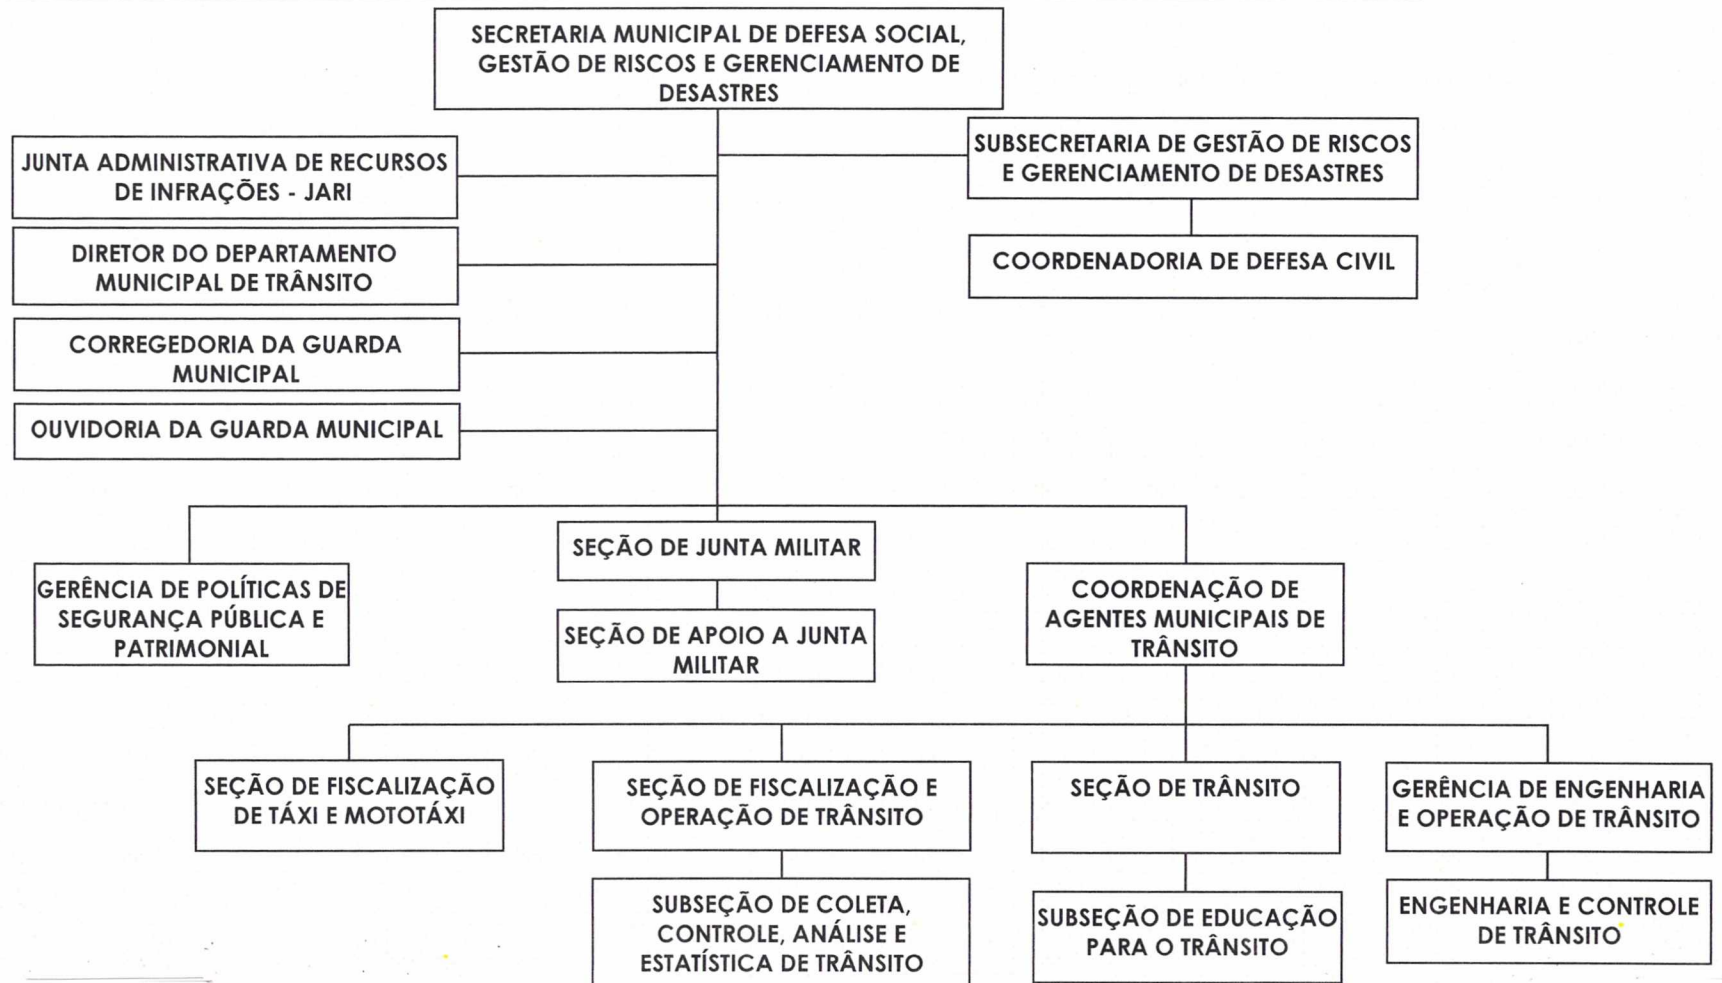 SECRETARIA MUNICIPAL DE DEFESA SOCIAL,
GESTÃO DE RISCOS E GERENCIAMENTO DE
DESASTRES
SUBSECRETARIA DE GESTÃO DE RISCOS
E GERENCIAMENTO DE DESASTRES
COORDENADORIA DE DEFESA CIVIL
JUNTA ADMINISTRATIVA DE RECURSOS
DE INFRAÇÕES - JARI
DIRETOR DO DEPARTAMENTO
MUNICIPAL DE TRÂNSITO
CORREGEDORIA DA GUARDA
MUNICIPAL
OUVIDORIA DA GUARDA MUNICIPAL
GERÊNCIA DE POLÍTICAS DE
SEGURANÇA PÚBLICA E
PATRIMONIAL
SEÇÃO DE JUNTA MILITAR
SEÇÃO DE APOIO A JUNTA
MILITAR
COORDENAÇÃO DE
AGENTES MUNICIPAIS DE
TRÂNSITO
SEÇÃO DE FISCALIZAÇÃO
DE TÁXI E MOTOTÁXI
SEÇÃO DE FISCALIZAÇÃO E
OPERAÇÃO DE TRÂNSITO
SUBSEÇÃO DE COLETA,
CONTROLE, ANÁLISE E
ESTATÍSTICA DE TRÂNSITO
SEÇÃO DE TRÂNSITO
SUBSEÇÃO DE EDUCAÇÃO
PARA O TRÂNSITO
GERÊNCIA DE ENGENHARIA
E OPERAÇÃO DE TRÂNSITO
ENGENHARIA E CONTROLE
DE TRÂNSITO